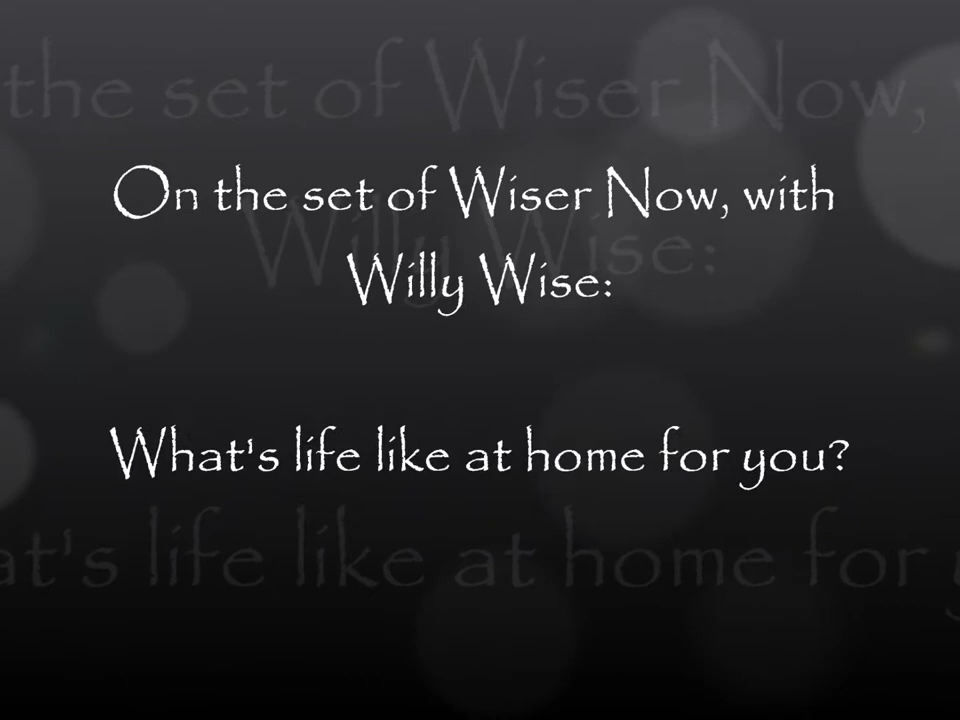 On the set of Wiser Now, with
Willy Wise:
What's life like at home for you?